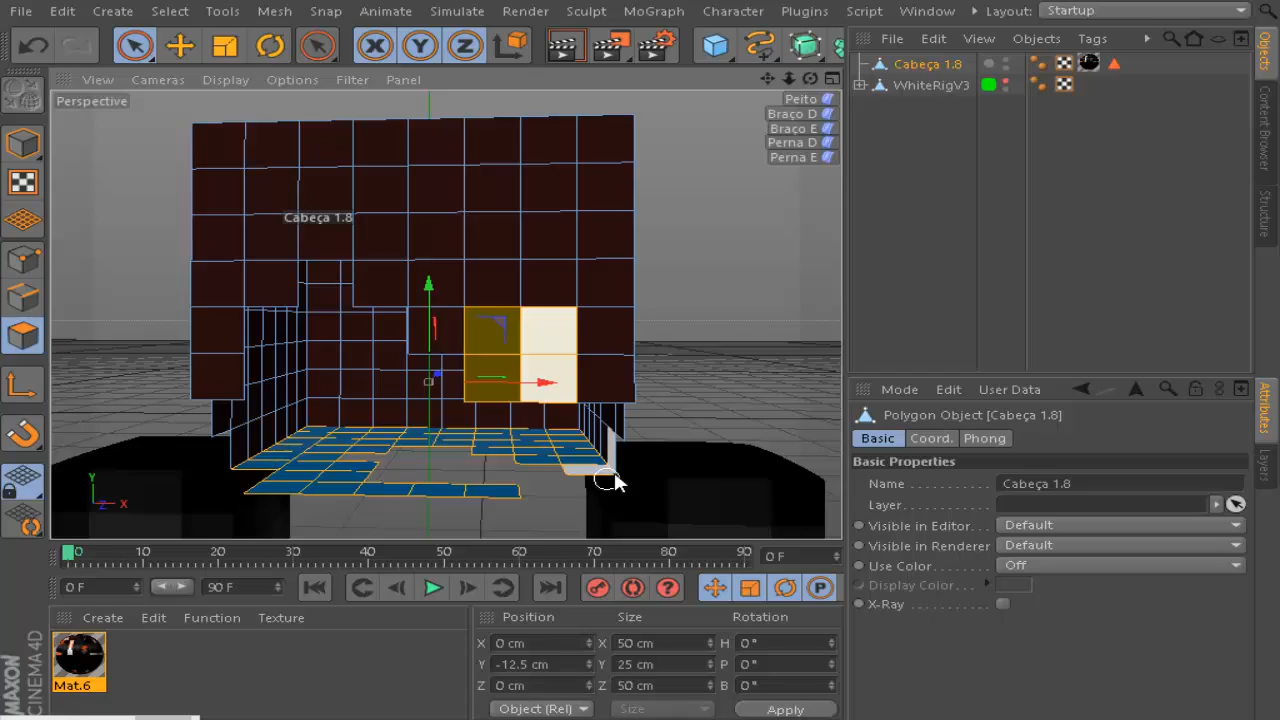 File Edit Create Select Tools Mesh Snap Animate Simulate Render Sculpt MoGraph Character Plugins Script Window Layout: Startup
X Y Z
File Edit View Objects Tags
Cabeça 1.8
WhiteRigV3
View Cameras Display Options Filter Panel
Perspective
Peito
Braço D
Braço E
Perna D
Perna E
Cabeça 1.8
Y
Z X
Objects
Content Browser
Structure
Mode Edit User Data
Polygon Object [Cabeça 1.8]
Basic Coord. Phong
Basic Properties
Name Cabeça 1.8
Layer
Visible in Editor Default
Visible in Renderer Default
Use Color Off
Display Color
X-Ray
Attributes
Layers
0 10 20 30 40 50 60 70 80 90 0 F
0 F 90 F P
Create Edit Function Texture
Mat.6
Position Size Rotation
X 0 cm X 50 cm H 0 °
Y -12.5 cm Y 25 cm P 0 °
Z 0 cm Z 50 cm B 0 °
Object (Rel) Size Apply
MAXON
CINEMA 4D